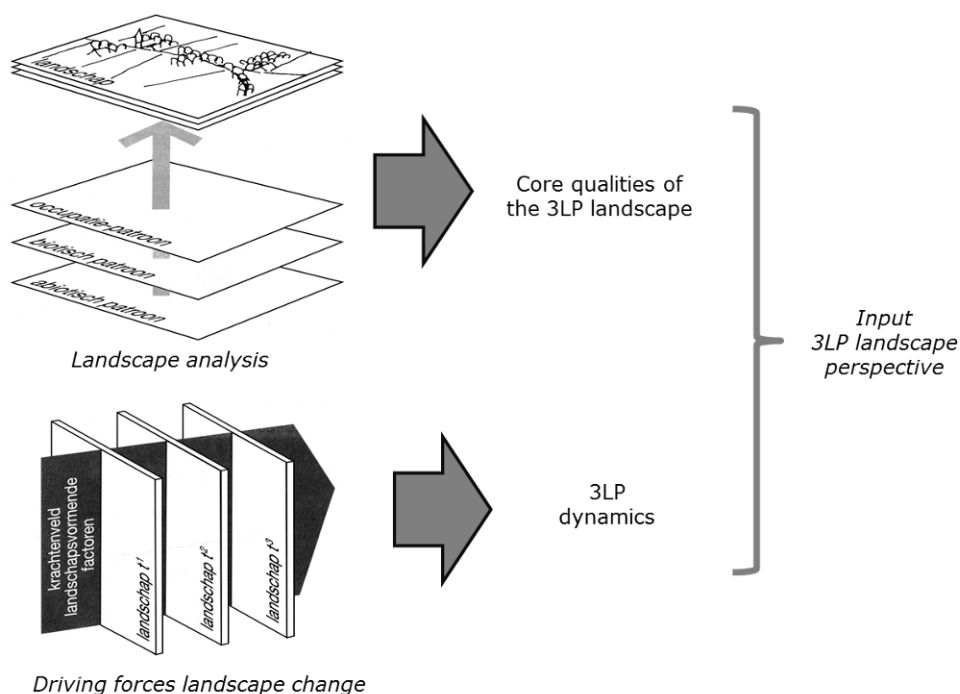 landschap
occupatie-patroon
biotisch patroon
abiotisch patroon
Landscape analysis
Core qualities of
the 3LP landscape
Input
3LP landscape
perspective
krachtenveld
landschapsvormende
factoren
landschap t¹
landschap t²
landschap t³
3LP
dynamics
Driving forces landscape change